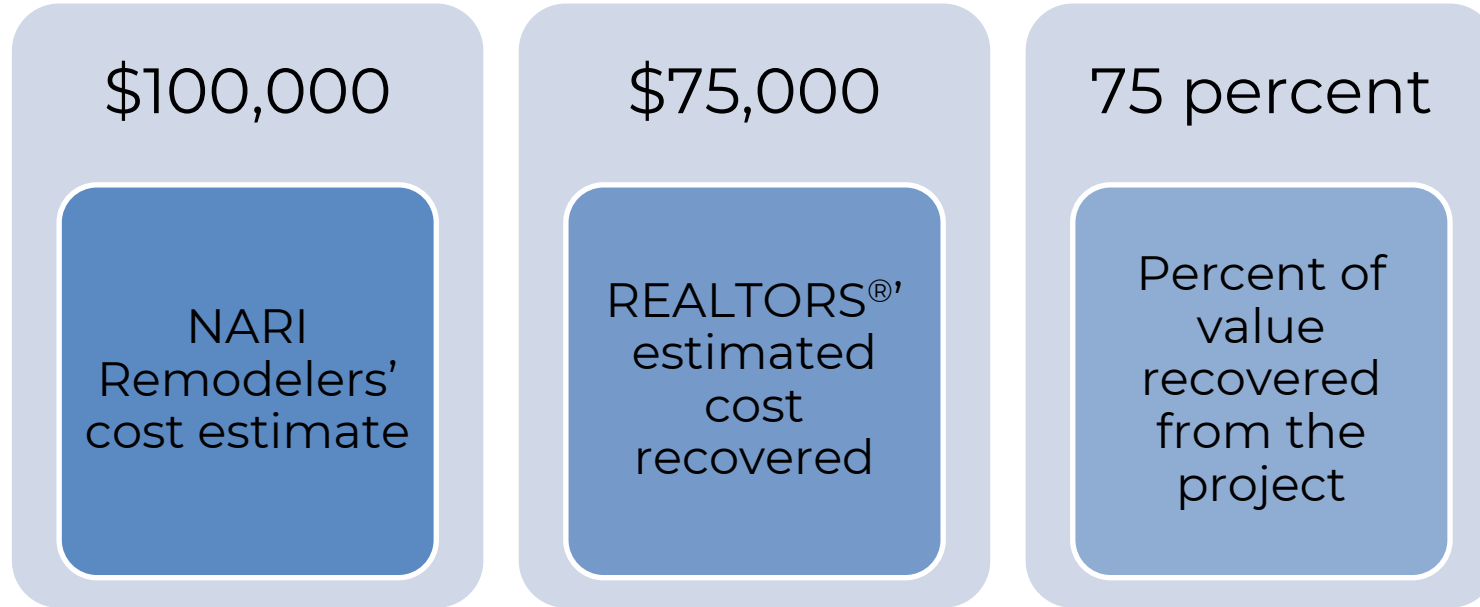 $100,000
NARI
Remodelers’
cost estimate
$75,000
REALTORS®’
estimated
cost
recovered
75 percent
Percent of
value
recovered
from the
project